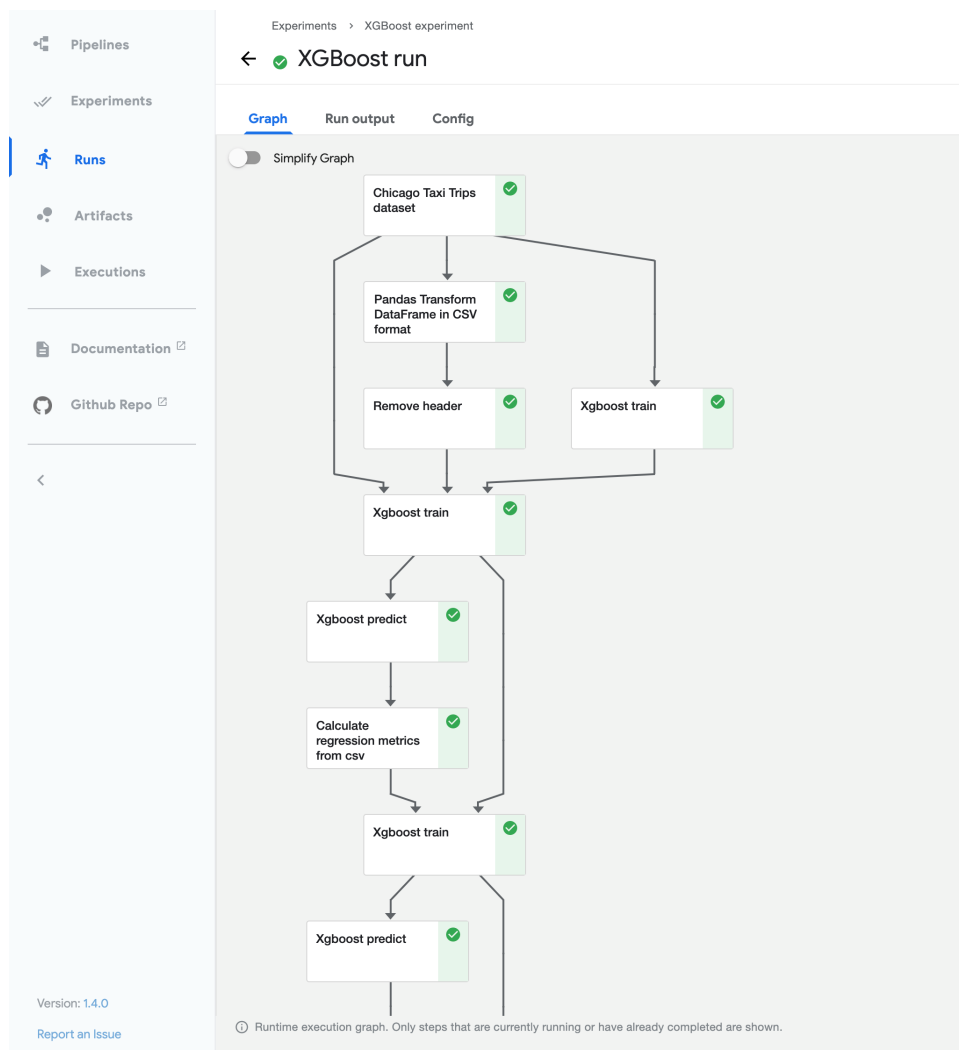 Pipelines
Experiments
Runs
Artifacts
Executions
Documentation
Github Repo
Version: 1.4.0
Report an Issue
Experiments > XGBoost experiment
XGBoost run
Graph Run output Config
Simplify Graph
Chicago Taxi Trips
dataset
Pandas Transform
DataFrame in CSV
format
Remove header
Xgboost train
Xgboost train
Xgboost predict
Calculate
regression metrics
from csv
Xgboost train
Xgboost predict
Runtime execution graph. Only steps that are currently running or have already completed are shown.